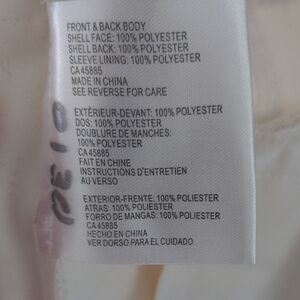 FRONT & BACK BODY
SHELL FACE: 100% POLYESTER
SHELL BACK: 100% POLYESTER
SLEEVE LINING: 100% POLYESTER
CA 45885
MADE IN CHINA
SEE REVERSE FOR CARE
EXTÉRIEUR-DEVANT: 100% POLYESTER
DOS: 100% POLYESTER
DOUBLURE DE MANCHES:
100% POLYESTER
CA 45885
FAIT EN CHINE
INSTRUCTIONS D'ENTRETIEN
AU VERSO
EXTERIOR-FRENTE: 100% POLIESTER
ATRAS: 100% POLIESTER
FORRO DE MANGAS: 100% POLIESTER
CA 45885
HECHO EN CHINA
VER DORSO PARA EL CUIDADO